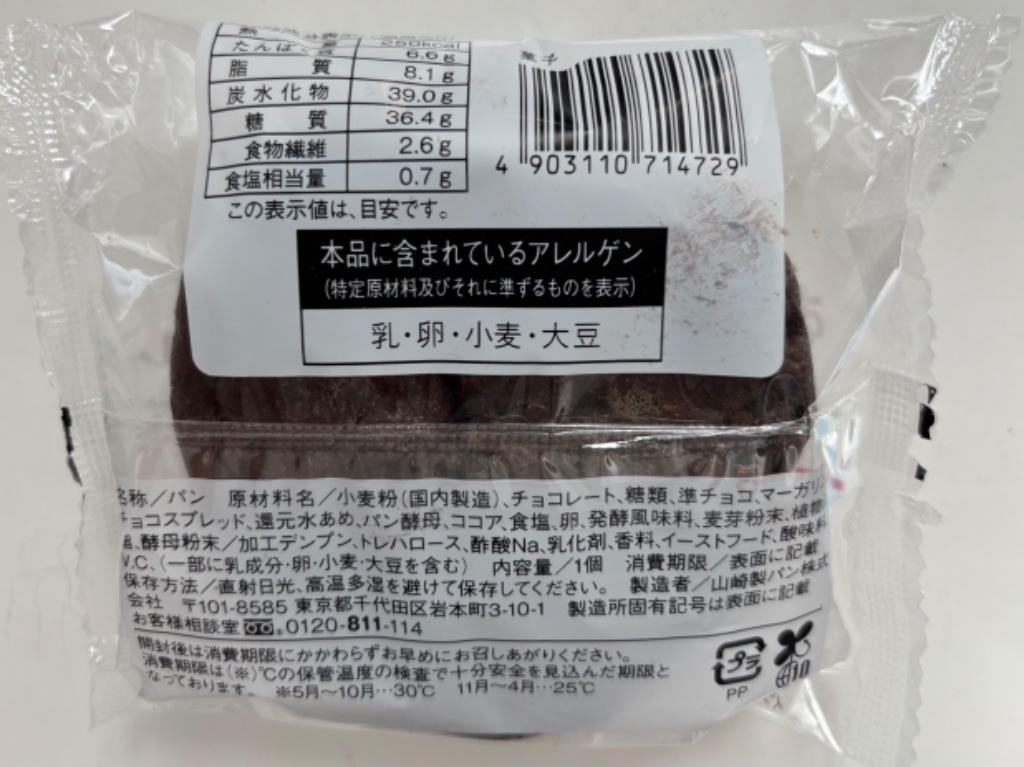 250kcal
たんぱく質 6.6g
脂質 8.1g
炭水化物 39.0g
糖質 36.4g
食物繊維 2.6g
食塩相当量 0.7g
この表示値は、目安です。
菓子
4 903110 714729
本品に含まれているアレルゲン
(特定原材料及びそれに準ずるものを表示)
乳・卵・小麦・大豆
名称/パン 原材料名/小麦粉(国内製造)、チョコレート、糖類、準チョコ、マーガリン
チョコスプレッド、還元水あめ、パン酵母、ココア、食塩、卵、発酵風味料、麦芽粉末、植物
脂、酵母粉末/加工デンプン、トレハロース、酢酸Na、乳化剤、香料、イーストフード、酸味料
V.C、(一部に乳成分・卵・小麦・大豆を含む) 内容量/1個 消費期限/表面に記載
保存方法/直射日光、高温多湿を避けて保存してください。 製造者/山崎製パン株式
会社 〒101-8585 東京都千代田区岩本町3-10-1 製造所固有記号は表面に記載
お客様相談室 0120-811-114
開封後は消費期限にかかわらずお早めにお召しあがりください。
消費期限は(※)℃の保管温度の検査で十分安全を見込んだ期限と
なっております。 ※5月〜10月…30℃ 11月〜4月…25℃
プラ
PP